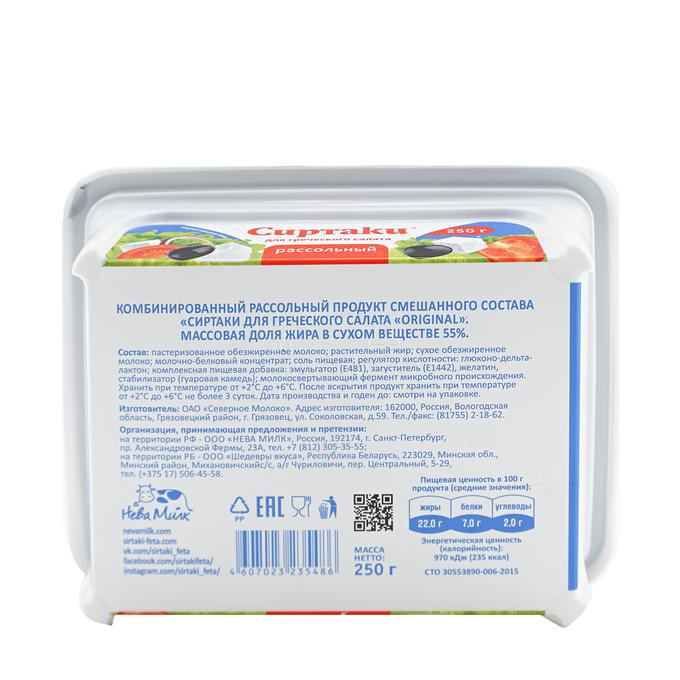 Сиртаки
для греческого салата
рассольный
250 г
КОМБИНИРОВАННЫЙ РАССОЛЬНЫЙ ПРОДУКТ СМЕШАННОГО СОСТАВА
«СИРТАКИ ДЛЯ ГРЕЧЕСКОГО САЛАТА «ORIGINAL».
МАССОВАЯ ДОЛЯ ЖИРА В СУХОМ ВЕЩЕСТВЕ 55%.
Состав: пастеризованное обезжиренное молоко; растительный жир; сухое обезжиренное
молоко; молочно-белковый концентрат; соль пищевая; регулятор кислотности: глюконо-дельта-
лактон; комплексная пищевая добавка: эмульгатор (Е481), загуститель (Е1442), желатин,
стабилизатор (гуаровая камедь); молокосвертывающий фермент микробного происхождения.
Хранить при температуре от +2°С до +6°С. После вскрытия продукт хранить при температуре
от +2°С до +6°С не более 3 суток. Дата производства и годен до: смотри на упаковке.
Изготовитель: ОАО «Северное Молоко». Адрес изготовителя: 162000, Россия, Вологодская
область, Грязовецкий район, г. Грязовец, ул. Соколовская, д.59. Тел./факс: (81755) 2-18-62.
Организация, принимающая предложения и претензии:
на территории РФ - ООО «НЕВА МИЛК», Россия, 192174, г. Санкт-Петербург,
пр. Александровской Фермы, 23А, тел. +7 (812) 305-35-55;
на территории РБ - ООО «Шедевры вкуса», Республика Беларусь, 223029, Минская обл.,
Минский район, Михановичскийс/с, а/г Чуриловичи, пер. Центральный, 5-29,
тел. (+375 17) 506-45-58.
Нева Милк
nevamilk.com
sirtaki-feta.com
vk.com/sirtaki_feta
facebook.com/sirtakifeta/
instagram.com/sirtaki_feta/
PP
EAC
4 607023 235486
МАССА
НЕТТО:
250 г
Пищевая ценность в 100 г
продукта (средние значения):
жиры белки углеводы
22,0 г 7,0 г 2,0 г
Энергетическая ценность
(калорийность):
970 кДж (235 ккал)
СТО 30553890-006-2015